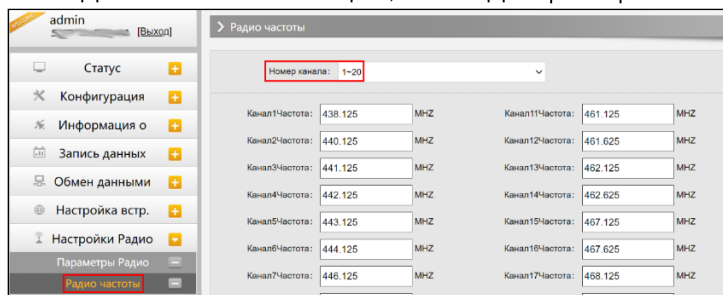 admin
[Выход]
Статус
Конфигурация
Информация о
Запись данных
Обмен данными
Настройка встр.
Настройки Радио
Параметры Радио
Радио частоты
Радио частоты
Номер канала: 1~20
Канал1Частота: 438.125 MHZ Канал11Частота: 461.125 MHZ
Канал2Частота: 440.125 MHZ Канал12Частота: 461.625 MHZ
Канал3Частота: 441.125 MHZ Канал13Частота: 462.125 MHZ
Канал4Частота: 442.125 MHZ Канал14Частота: 462.625 MHZ
Канал5Частота: 443.125 MHZ Канал15Частота: 467.125 MHZ
Канал6Частота: 444.125 MHZ Канал16Частота: 467.625 MHZ
Канал7Частота: 446.125 MHZ Канал17Частота: 468.125 MHZ